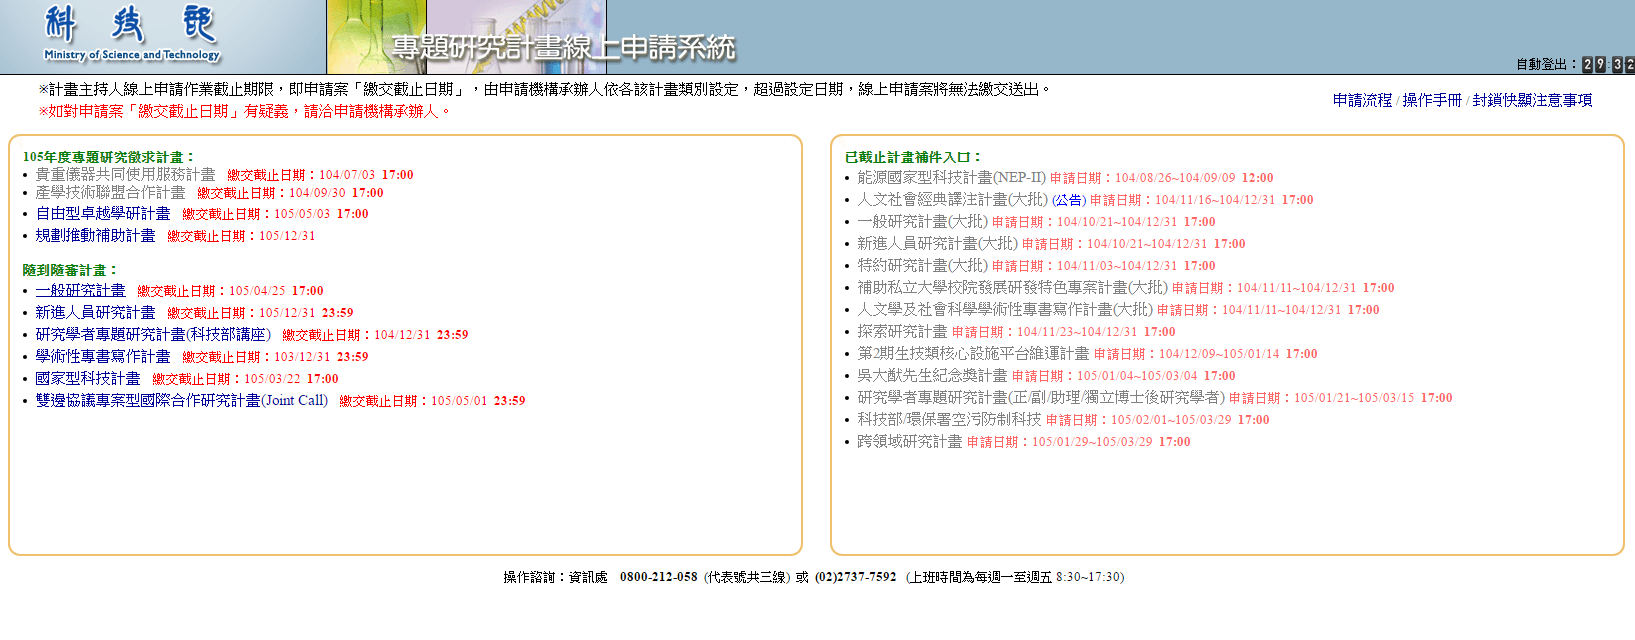 科技部
Ministry of Science and Technology
專題研究計畫線上申請系統
自動登出：29:32
※計畫主持人線上申請作業截止期限，即申請案「繳交截止日期」，由申請機構承辦人依各該計畫類別設定，超過設定日期，線上申請案將無法繳交送出。
※如對申請案「繳交截止日期」有疑義，請洽申請機構承辦人。
申請流程 / 操作手冊 / 封鎖快顯注意事項
105年度專題研究徵求計畫：
• 貴重儀器共同使用服務計畫 繳交截止日期：104/07/03 17:00
• 產學技術聯盟合作計畫 繳交截止日期：104/09/30 17:00
• 自由型卓越學研計畫 繳交截止日期：105/05/03 17:00
• 規劃推動補助計畫 繳交截止日期：105/12/31
隨到隨審計畫：
• 一般研究計畫 繳交截止日期：105/04/25 17:00
• 新進人員研究計畫 繳交截止日期：105/12/31 23:59
• 研究學者專題研究計畫(科技部講座) 繳交截止日期：104/12/31 23:59
• 學術性專書寫作計畫 繳交截止日期：103/12/31 23:59
• 國家型科技計畫 繳交截止日期：105/03/22 17:00
• 雙邊協議專案型國際合作研究計畫(Joint Call) 繳交截止日期：105/05/01 23:59
已截止計畫補件入口：
• 能源國家型科技計畫(NEP-II) 申請日期：104/08/26~104/09/09 12:00
• 人文社會經典譯注計畫(大批) (公告) 申請日期：104/11/16~104/12/31 17:00
• 一般研究計畫(大批) 申請日期：104/10/21~104/12/31 17:00
• 新進人員研究計畫(大批) 申請日期：104/10/21~104/12/31 17:00
• 特約研究計畫(大批) 申請日期：104/11/03~104/12/31 17:00
• 補助私立大學校院發展研發特色專案計畫(大批) 申請日期：104/11/11~104/12/31 17:00
• 人文學及社會科學學術性專書寫作計畫(大批) 申請日期：104/11/11~104/12/31 17:00
• 探索研究計畫 申請日期：104/11/23~104/12/31 17:00
• 第2期生技類核心設施平台維運計畫 申請日期：104/12/09~105/01/14 17:00
• 吳大猷先生紀念獎計畫 申請日期：105/01/04~105/03/04 17:00
• 研究學者專題研究計畫(正/副/助理/獨立博士後研究學者) 申請日期：105/01/21~105/03/15 17:00
• 科技部/環保署空污防制科技 申請日期：105/02/01~105/03/29 17:00
• 跨領域研究計畫 申請日期：105/01/29~105/03/29 17:00
操作諮詢：資訊處 0800-212-058 (代表號共三線) 或 (02)2737-7592 (上班時間為每週一至週五 8:30~17:30)